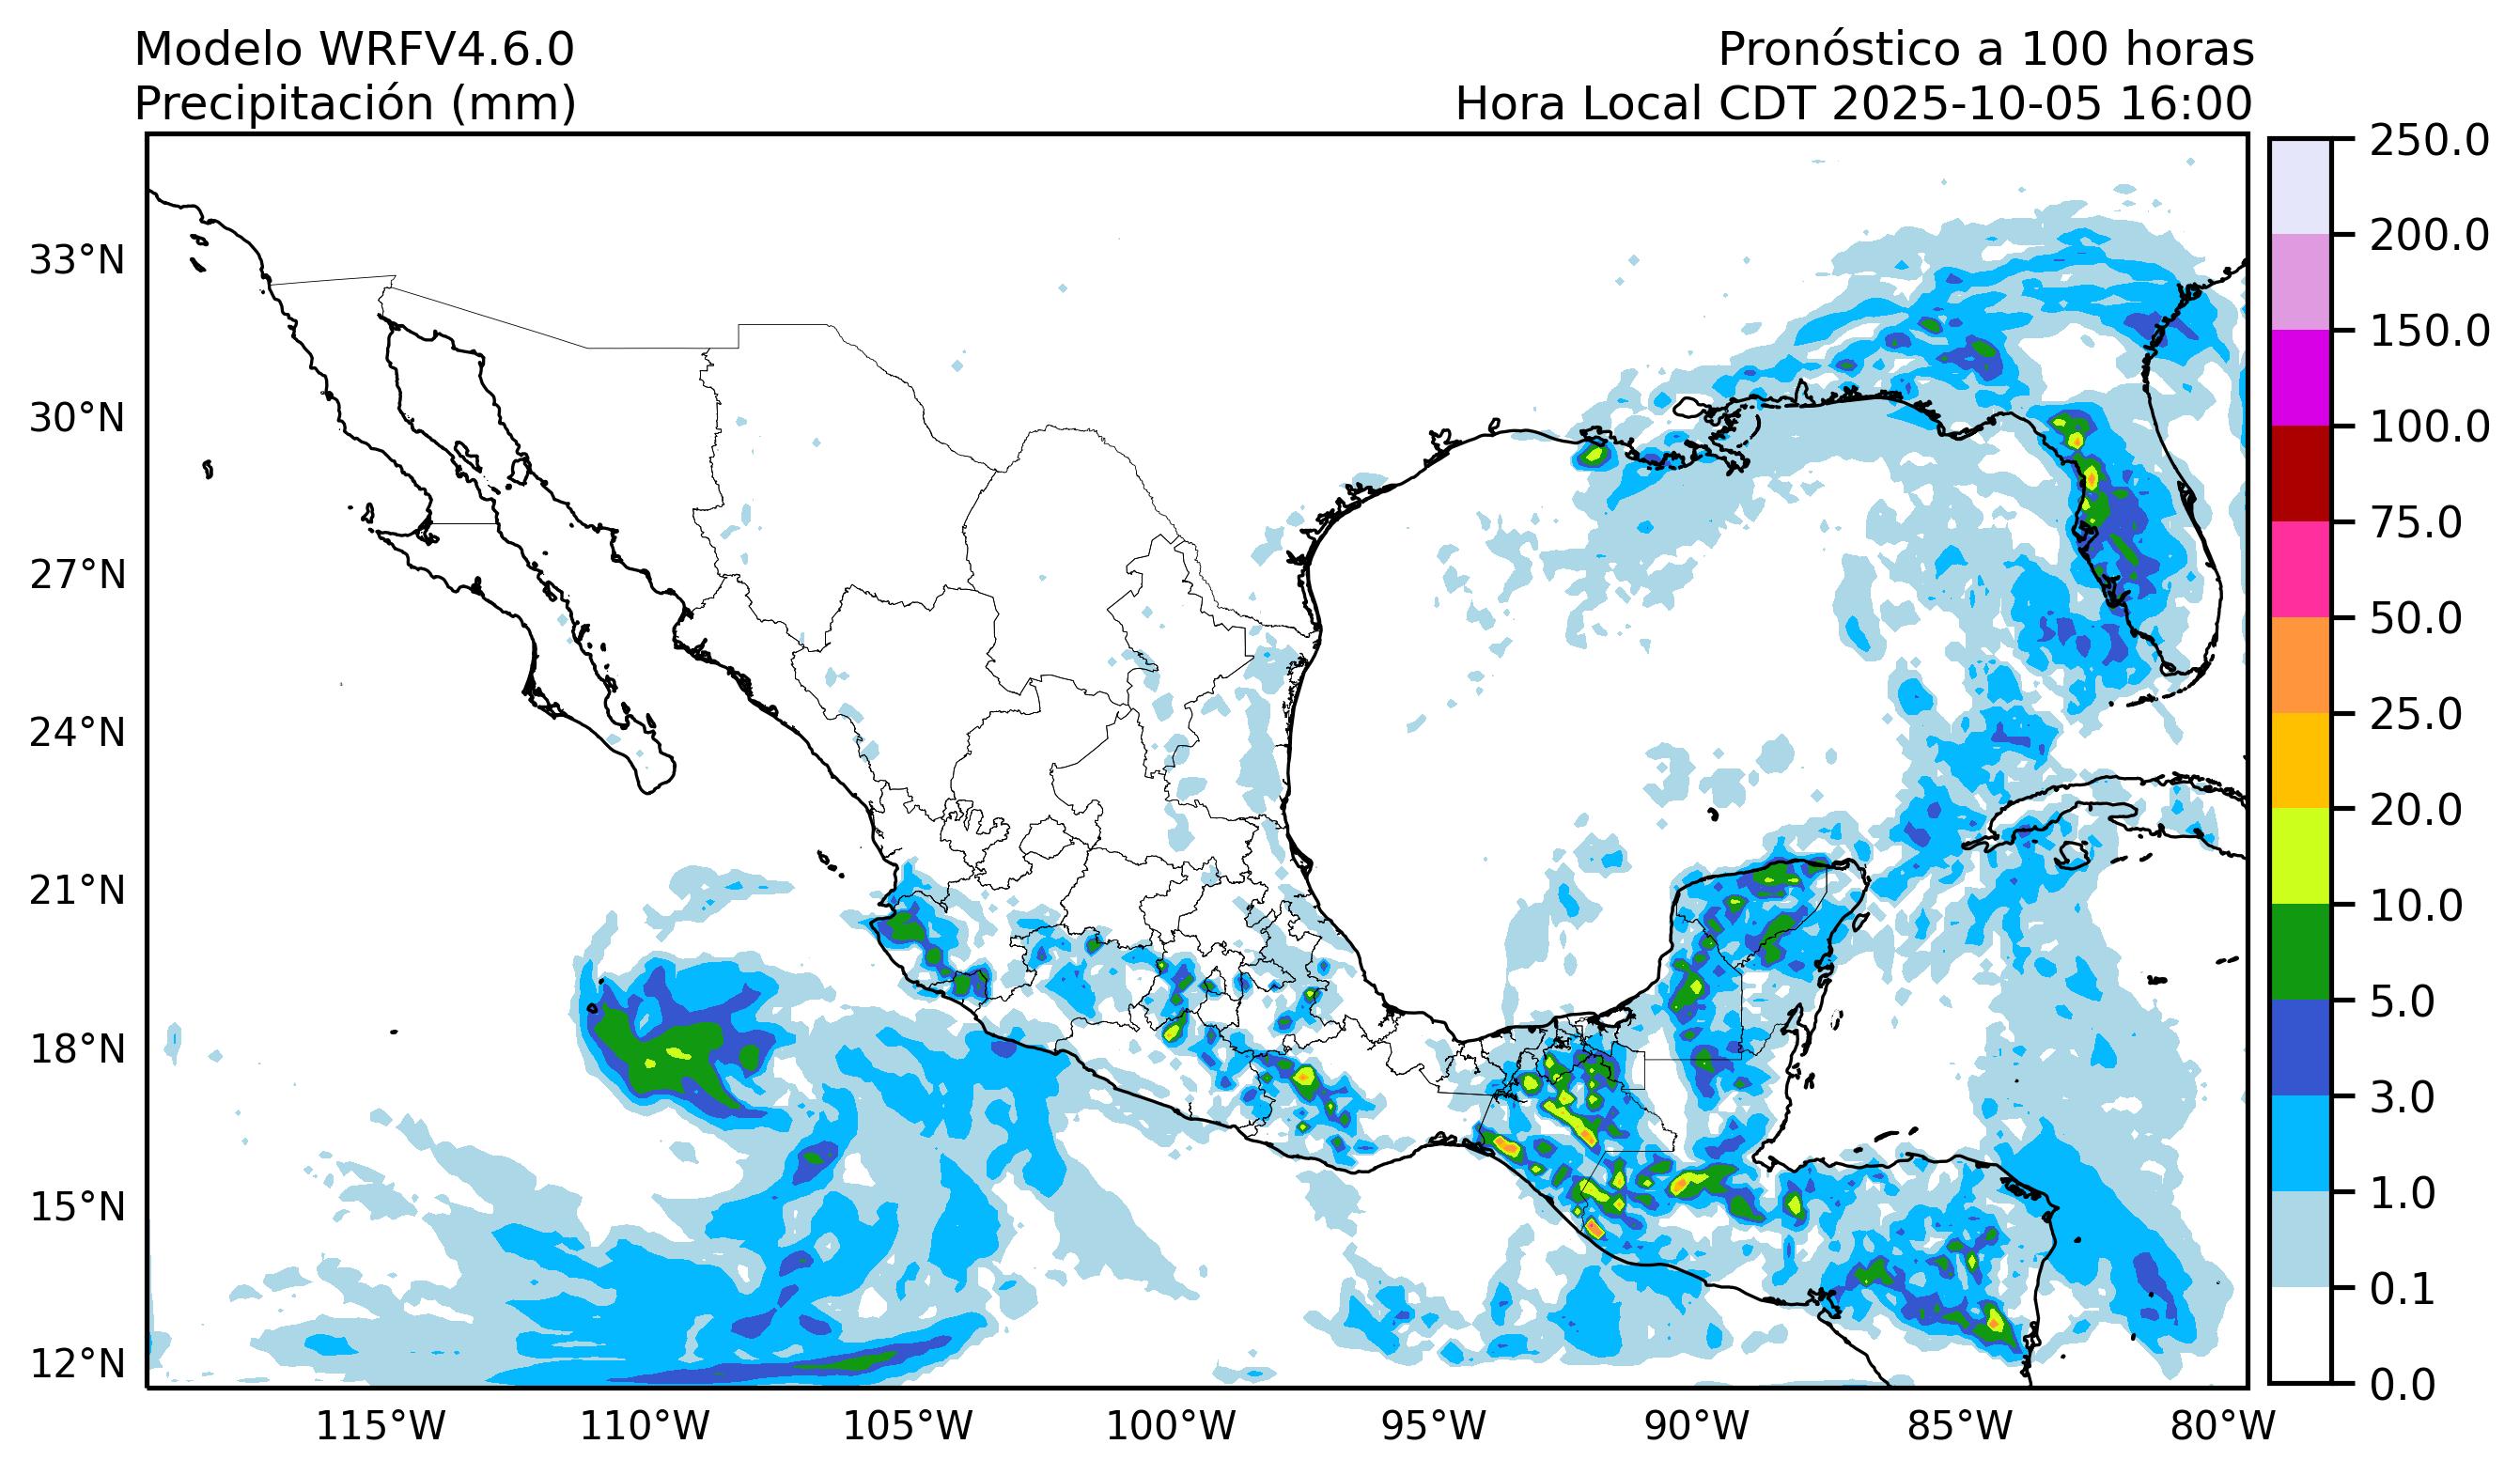 Modelo WRFV4.6.0
Precipitación (mm)
Pronóstico a 100 horas
Hora Local CDT 2025-10-05 16:00
33°N
30°N
27°N
24°N
21°N
18°N
15°N
12°N
115°W
110°W
105°W
100°W
95°W
90°W
85°W
80°W
250.0
200.0
150.0
100.0
75.0
50.0
25.0
20.0
10.0
5.0
3.0
1.0
0.1
0.0